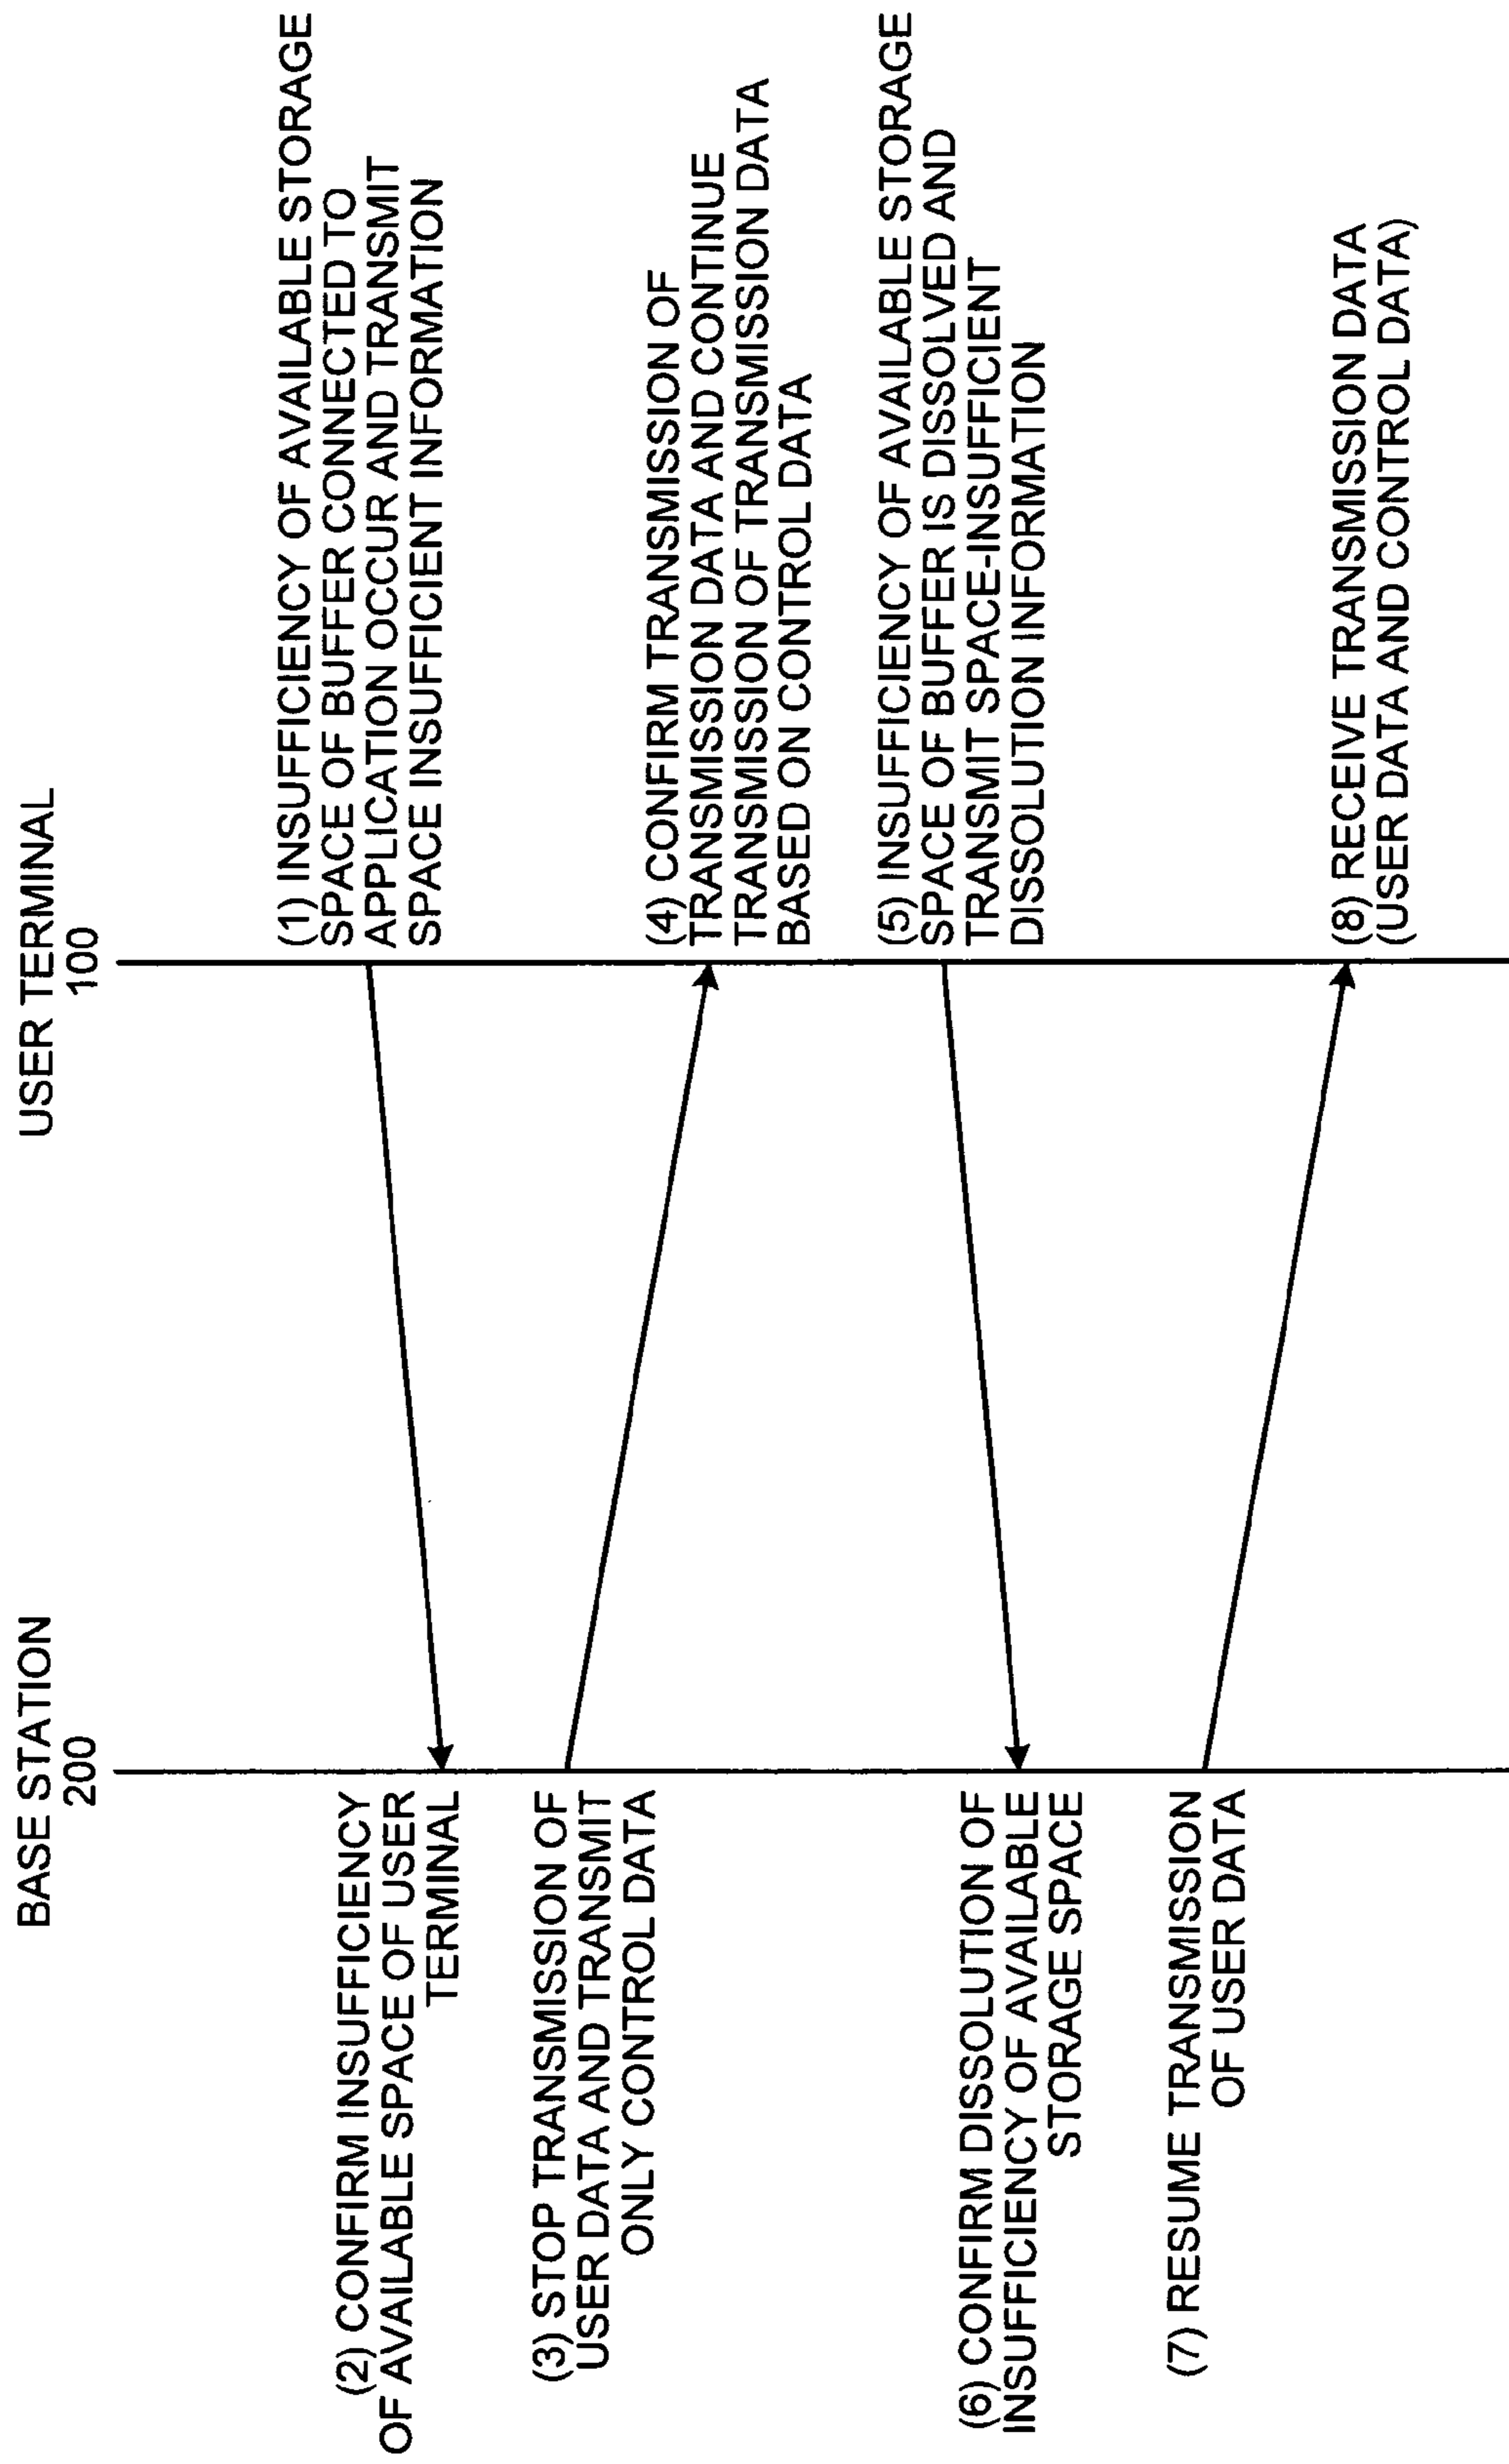 BASE STATION
200
USER TERMINAL
100
(1) INSUFFICIENCY OF AVAILABLE STORAGE
SPACE OF BUFFER CONNECTED TO
APPLICATION OCCUR AND TRANSMIT
SPACE INSUFFICIENT INFORMATION
(2) CONFIRM INSUFFICIENCY
OF AVAILABLE SPACE OF USER
TERMINAL
(3) STOP TRANSMISSION OF
USER DATA AND TRANSMIT
ONLY CONTROL DATA
(4) CONFIRM TRANSMISSION OF
TRANSMISSION DATA AND CONTINUE
TRANSMISSION OF TRANSMISSION DATA
BASED ON CONTROL DATA
(5) INSUFFICIENCY OF AVAILABLE STORAGE
SPACE OF BUFFER IS DISSOLVED AND
TRANSMIT SPACE-INSUFFICIENT
DISSOLUTION INFORMATION
(6) CONFIRM DISSOLUTION OF
INSUFFICIENCY OF AVAILABLE
STORAGE SPACE
(7) RESUME TRANSMISSION
OF USER DATA
(8) RECEIVE TRANSMISSION DATA
(USER DATA AND CONTROL DATA)